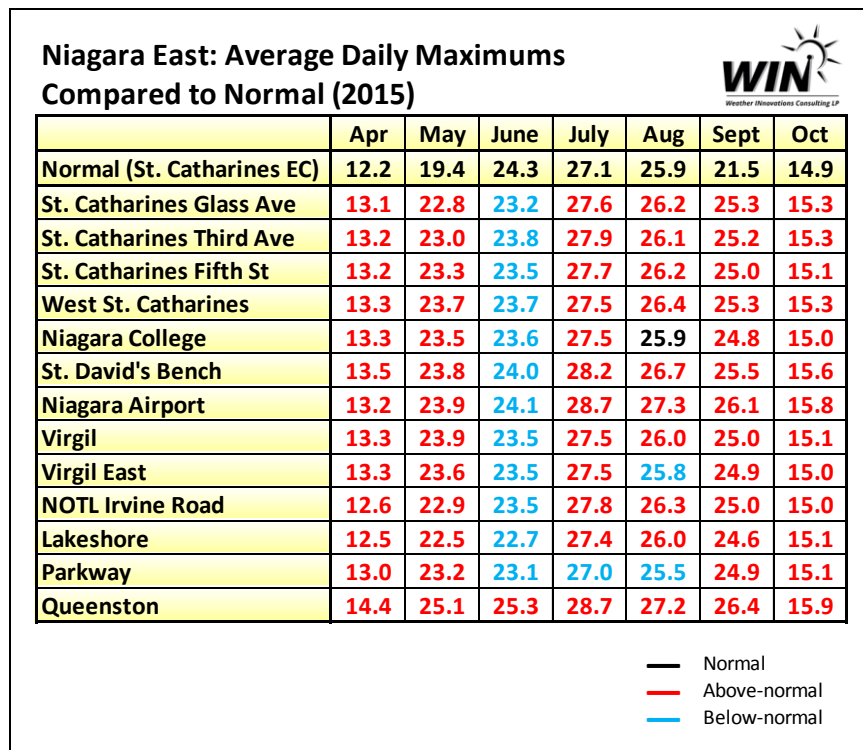 Niagara East: Average Daily Maximums
Compared to Normal (2015)
WIN
Weather INnovations Consulting LP
Apr May June July Aug Sept Oct
Normal (St. Catharines EC) 12.2 19.4 24.3 27.1 25.9 21.5 14.9
St. Catharines Glass Ave 13.1 22.8 23.2 27.6 26.2 25.3 15.3
St. Catharines Third Ave 13.2 23.0 23.8 27.9 26.1 25.2 15.3
St. Catharines Fifth St 13.2 23.3 23.5 27.7 26.2 25.0 15.1
West St. Catharines 13.3 23.7 23.7 27.5 26.4 25.3 15.3
Niagara College 13.3 23.5 23.6 27.5 25.9 24.8 15.0
St. David's Bench 13.5 23.8 24.0 28.2 26.7 25.5 15.6
Niagara Airport 13.2 23.9 24.1 28.7 27.3 26.1 15.8
Virgil 13.3 23.9 23.5 27.5 26.0 25.0 15.1
Virgil East 13.3 23.6 23.5 27.5 25.8 24.9 15.0
NOTL Irvine Road 12.6 22.9 23.5 27.8 26.3 25.0 15.0
Lakeshore 12.5 22.5 22.7 27.4 26.0 24.6 15.1
Parkway 13.0 23.2 23.1 27.0 25.5 24.9 15.1
Queenston 14.4 25.1 25.3 28.7 27.2 26.4 15.9
Normal
Above-normal
Below-normal